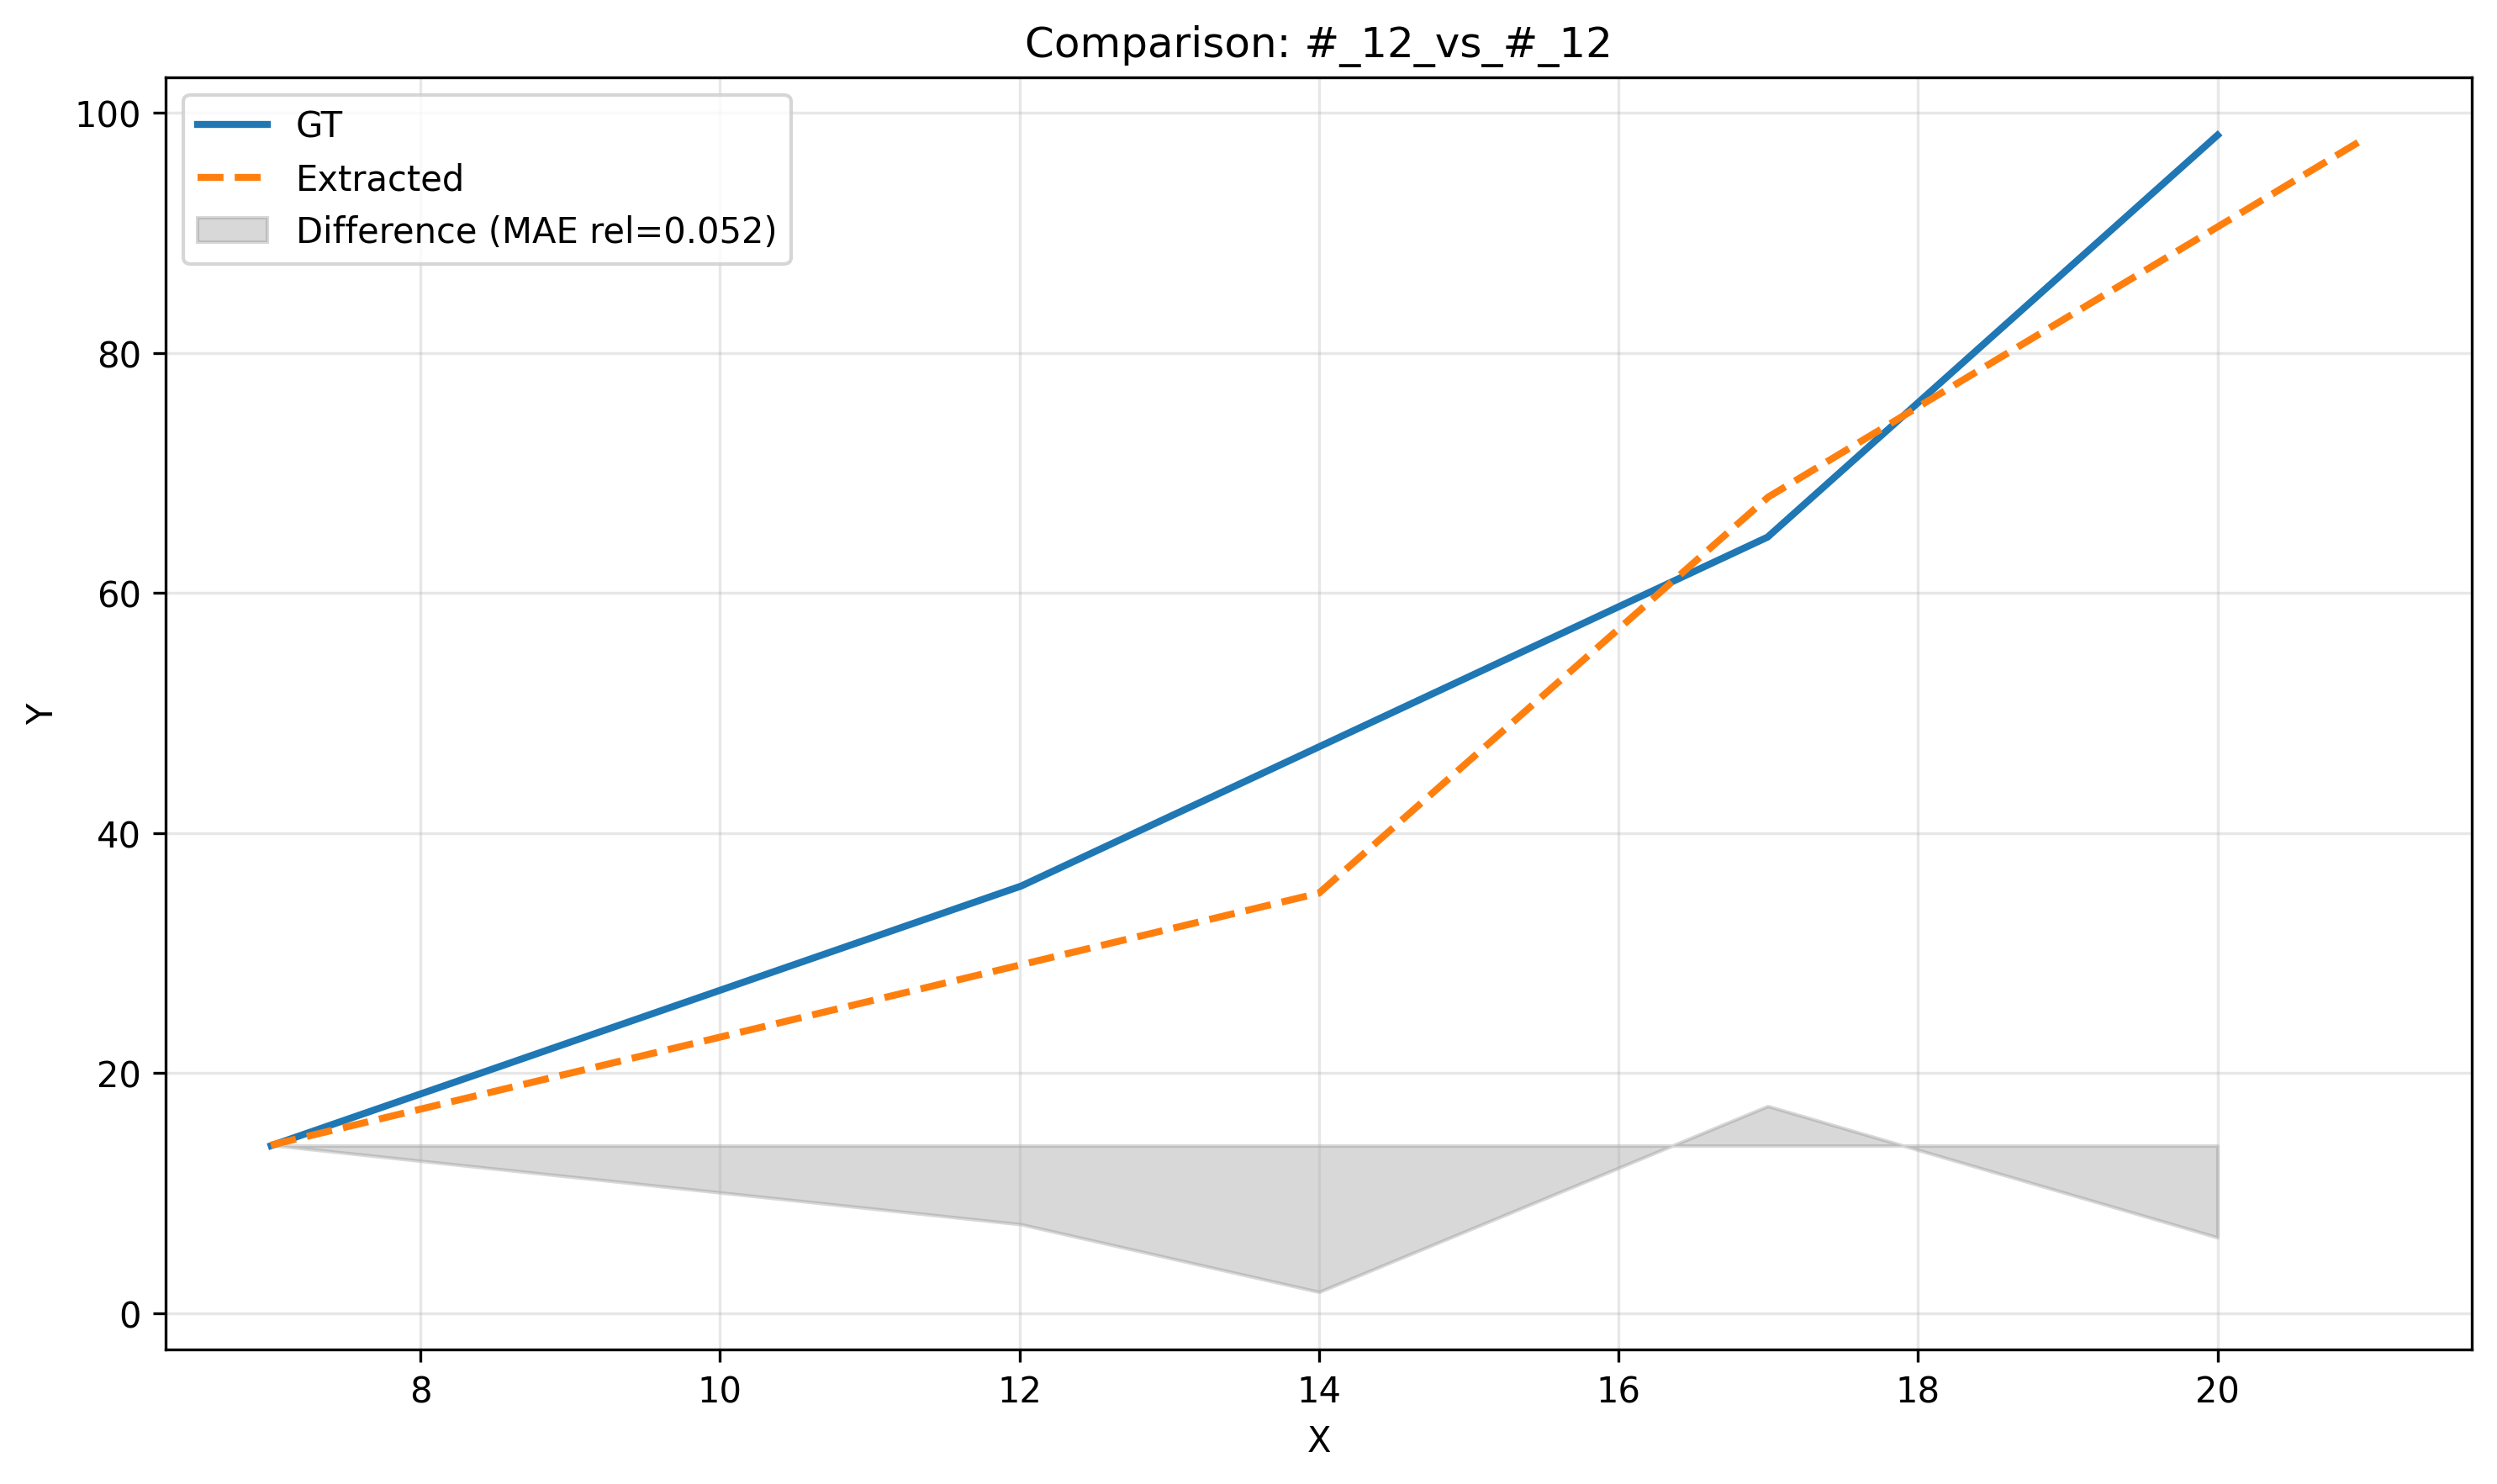 Comparison: #_12_vs_#_12
GT
Extracted
Difference (MAE rel=0.052)
100
80
60
40
20
0
Y
8 10 12 14 16 18 20
X